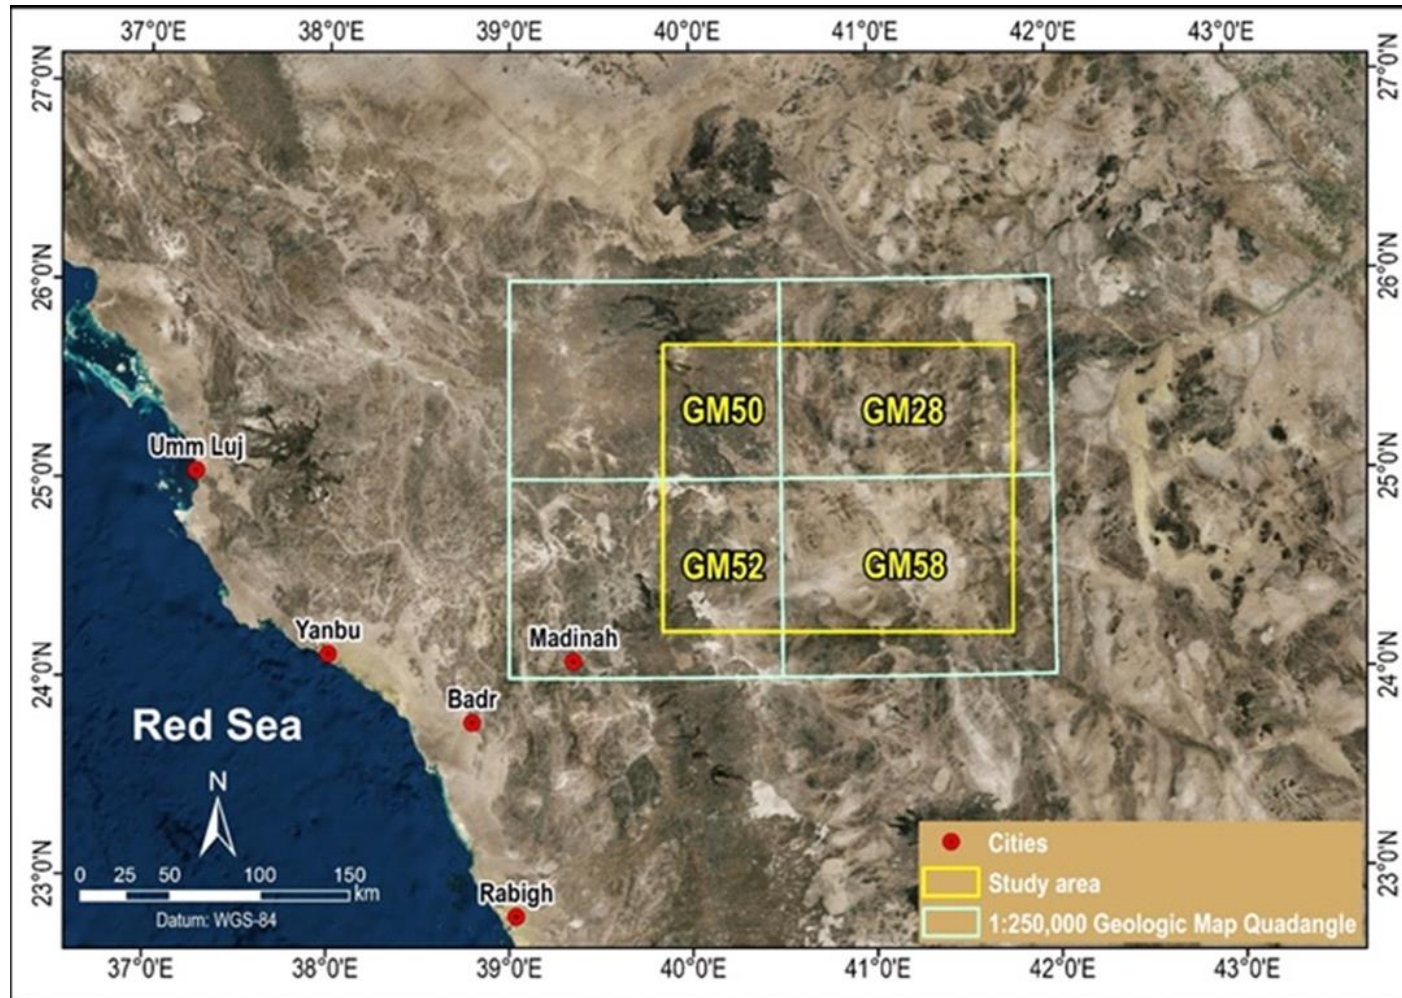 37°0'E 38°0'E 39°0'E 40°0'E 41°0'E 42°0'E 43°0'E
27°0'N 27°0'N
26°0'N 26°0'N
GM50 GM28
Umm Luj
25°0'N 25°0'N
GM52 GM58
Yanbu Madinah
24°0'N 24°0'N
Badr
Red Sea
N
0 25 50 100 150
km
Datum: WGS-84
23°0'N 23°0'N
Rabigh
Cities
Study area
1:250,000 Geologic Map Quadangle
37°0'E 38°0'E 39°0'E 40°0'E 41°0'E 42°0'E 43°0'E